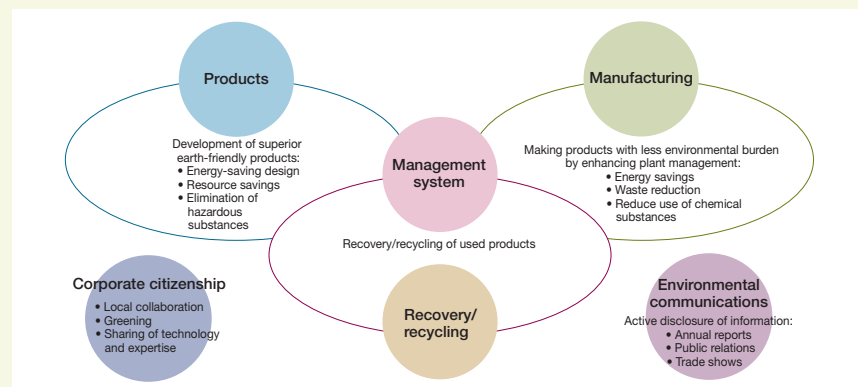 Products
Development of superior
earth-friendly products:
• Energy-saving design
• Resource savings
• Elimination of
hazardous
substances
Management
system
Manufacturing
Making products with less environmental burden
by enhancing plant management:
• Energy savings
• Waste reduction
• Reduce use of chemical
substances
Recovery/recycling of used products
Corporate citizenship
• Local collaboration
• Greening
• Sharing of technology
and expertise
Recovery/
recycling
Environmental
communications
Active disclosure of information:
• Annual reports
• Public relations
• Trade shows